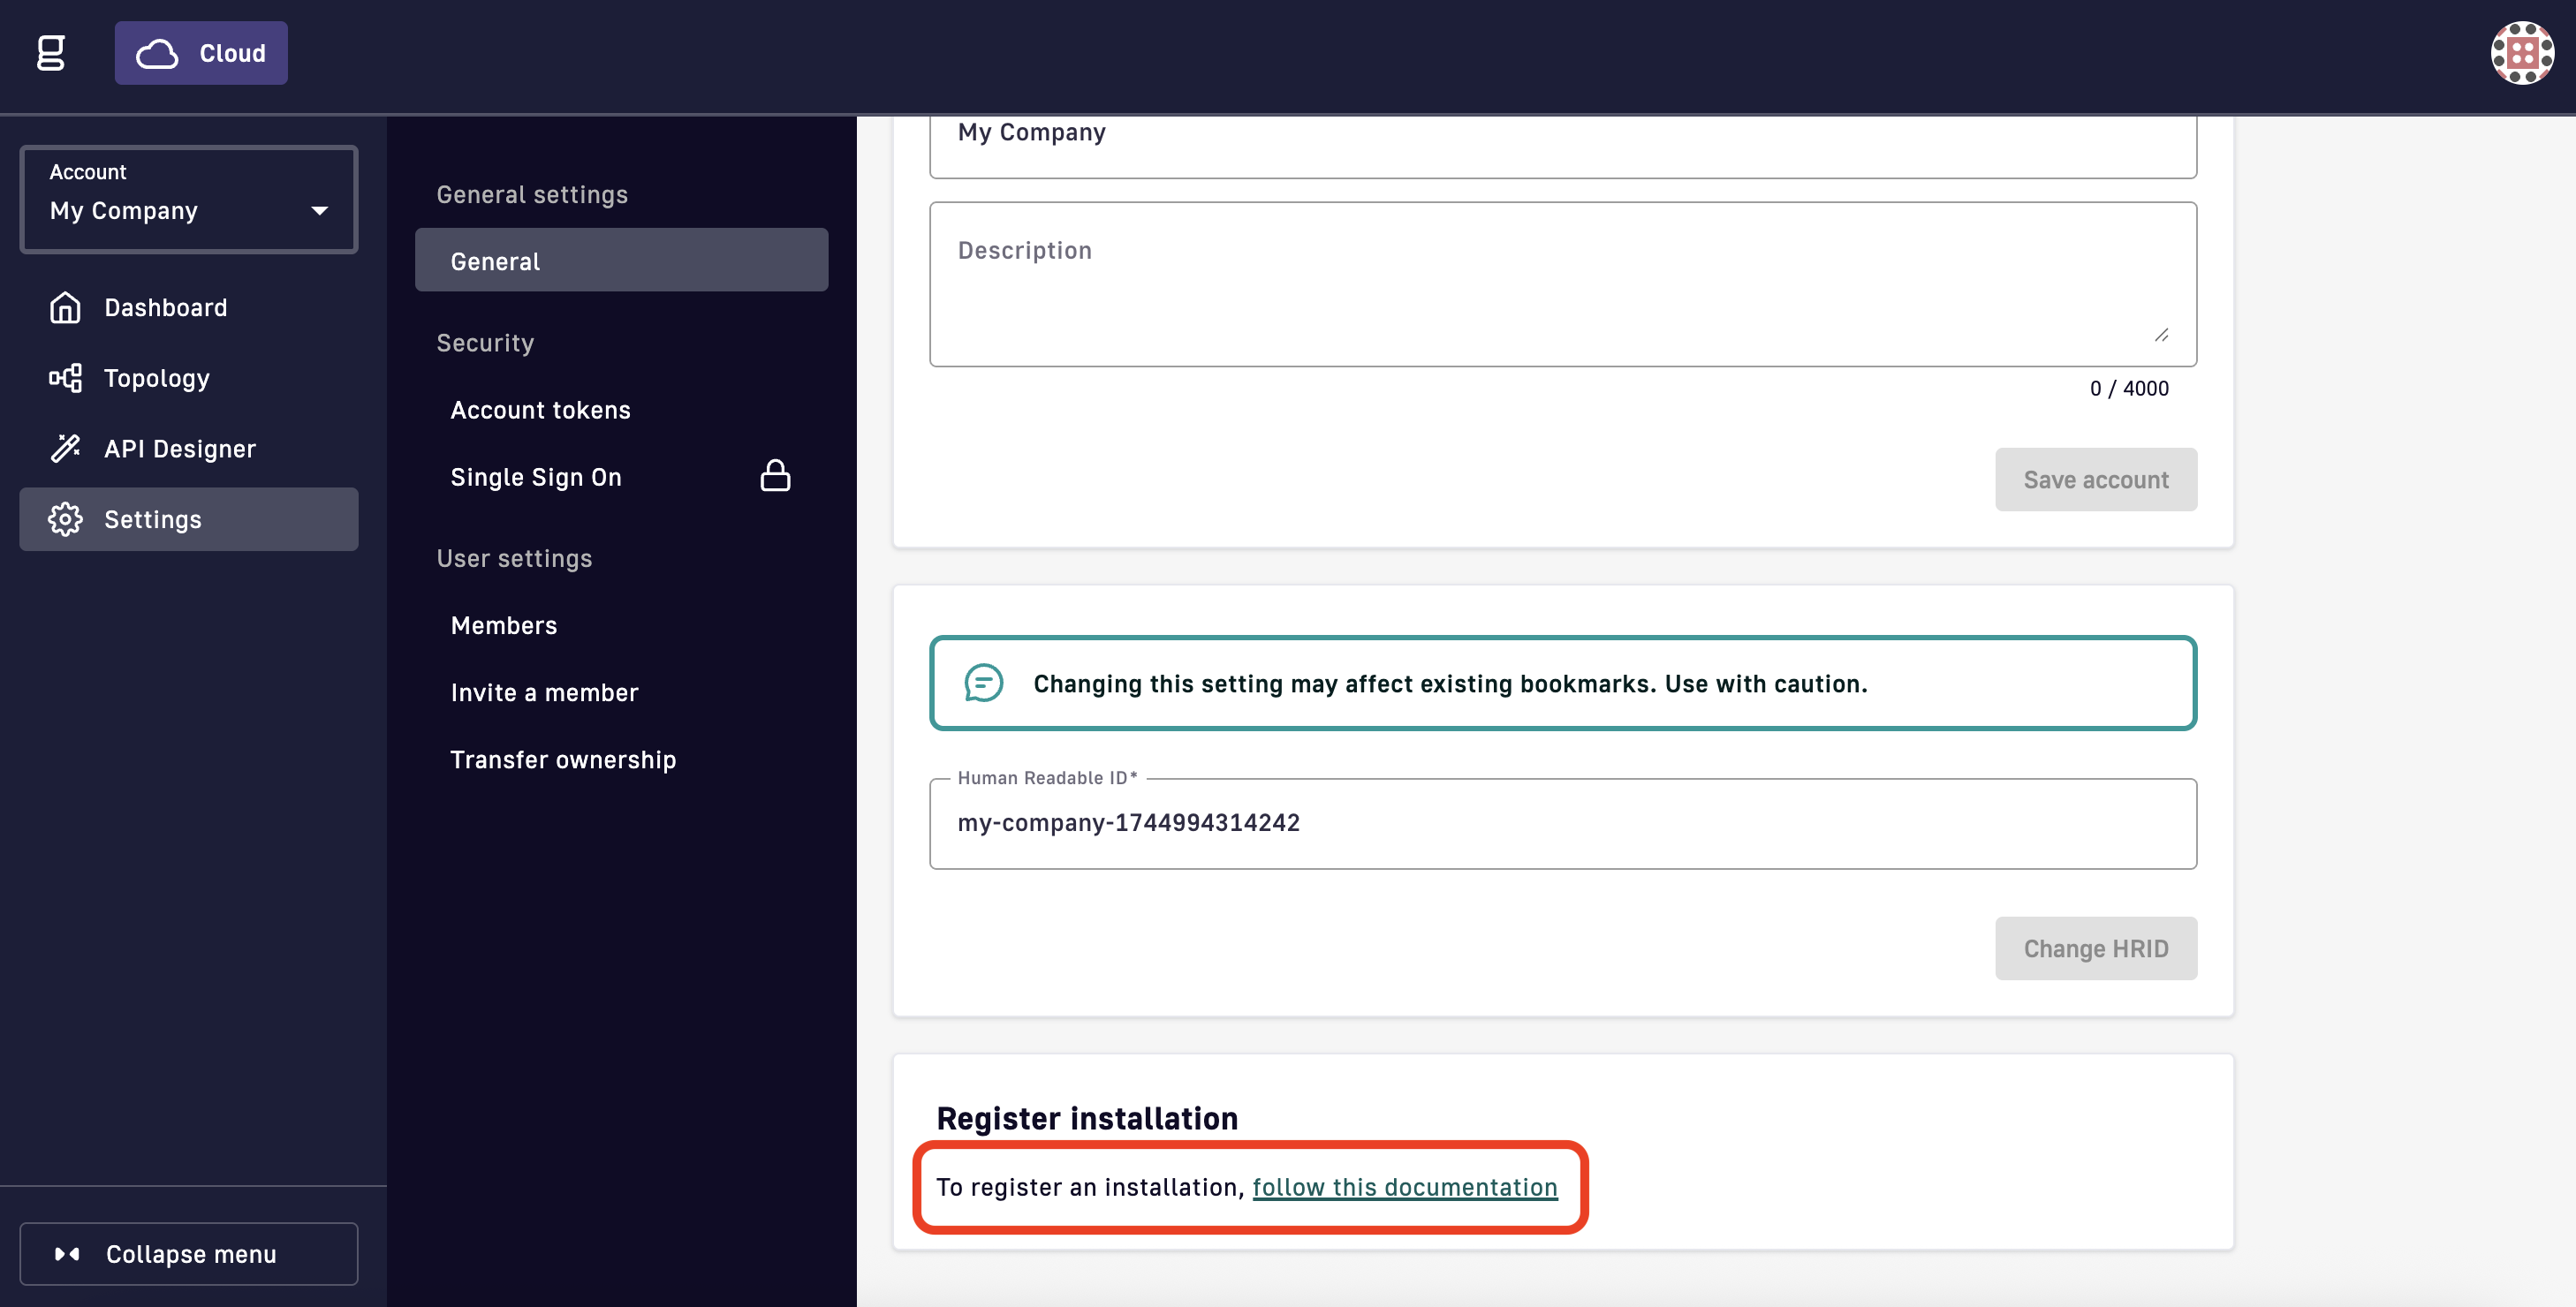 g
Cloud
Account
My Company
Dashboard
Topology
API Designer
Settings
Collapse menu
General settings
General
Security
Account tokens
Single Sign On
User settings
Members
Invite a member
Transfer ownership
My Company
Description
0 / 4000
Save account
Changing this setting may affect existing bookmarks. Use with caution.
Human Readable ID*
my-company-1744994314242
Change HRID
Register installation
To register an installation, follow this documentation